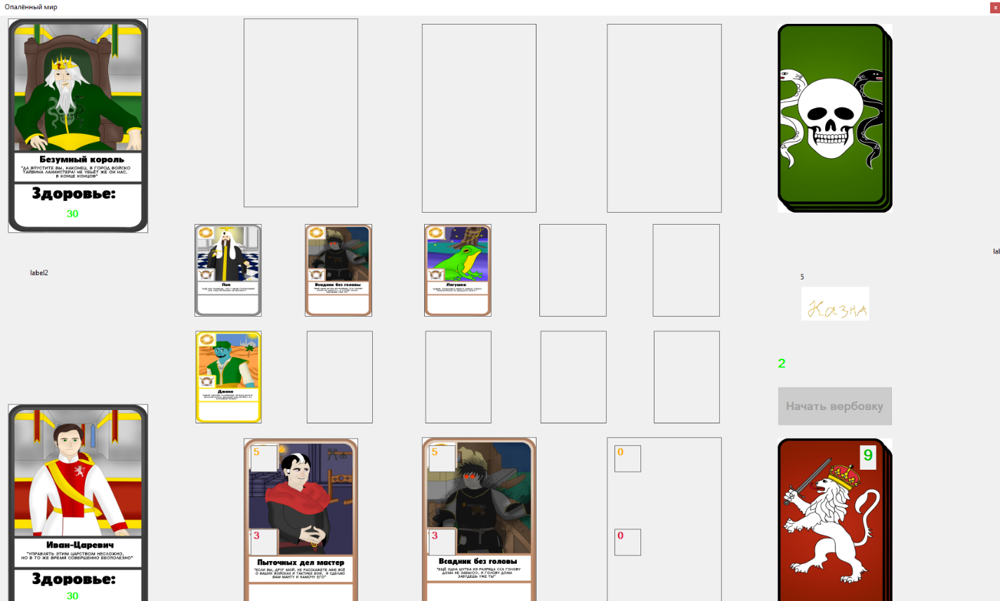 Опалённый мир
x
Безумный король
"ДА ВПУСТИТЕ ВЫ, НАКОНЕЦ, В ГОРОД ВОЙСКО
ТАЙВИНА ЛАННИСТЕРА! НЕ УБЬЁТ ЖЕ ОН НАС,
В КОНЦЕ КОНЦОВ"
Здоровье:
30
label2
lab
Поп
Всадник без головы
Лягушка
5
Казна
Джинн
2
Начать вербовку
Иван-Царевич
"УПРАВЛЯТЬ ЭТИМ ЦАРСТВОМ НЕСЛОЖНО,
НО В ТО ЖЕ ВРЕМЯ СОВЕРШЕННО БЕСПОЛЕЗНО"
Здоровье:
30
5
3
Пыточных дел мастер
"ЕСЛИ ВЫ, ДРУГ МОЙ, НЕ РАССКАЖЕТЕ МНЕ ВСЁ
О ВАШИХ ВОЙСКАХ И ТАКТИКЕ БОЯ, Я СДЕЛАЮ
ВАМ МАНТУ И НАМОЧУ ЕГО"
5
3
Всадник без головы
"ЕЩЁ ОДНА ШУТКА ИЗ РАЗРЯДА <<А ГОЛОВУ
ДОМА НЕ ЗАБЫЛ>>, И ГОЛОВУ ДОМА
ЗАБУДЕШЬ УЖЕ ТЫ"
0
0
9